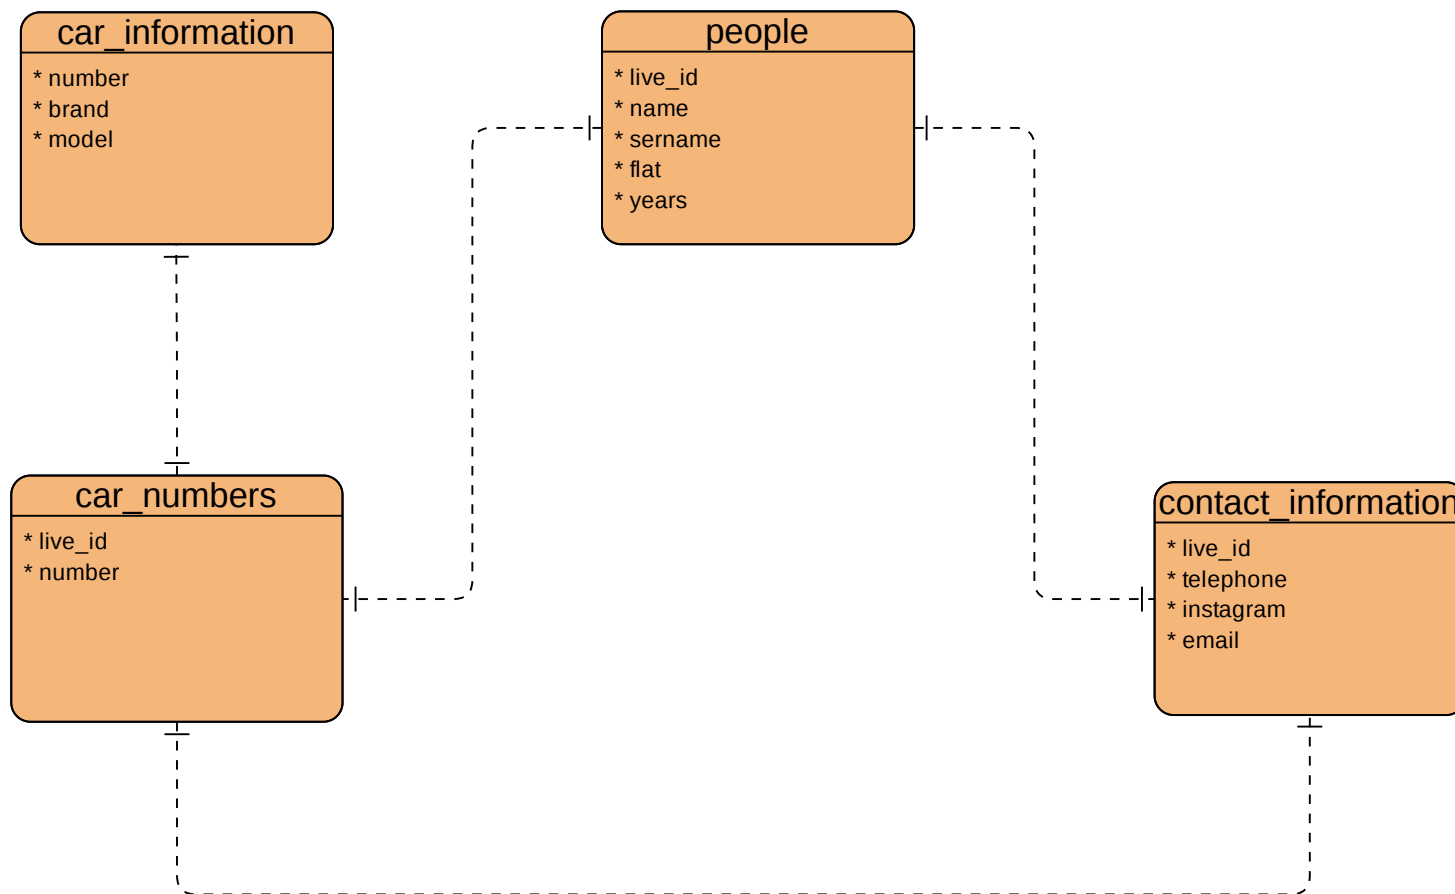 car_information
* number
* brand
* model
people
* live_id
* name
* sername
* flat
* years
car_numbers
* live_id
* number
contact_information
* live_id
* telephone
* instagram
* email